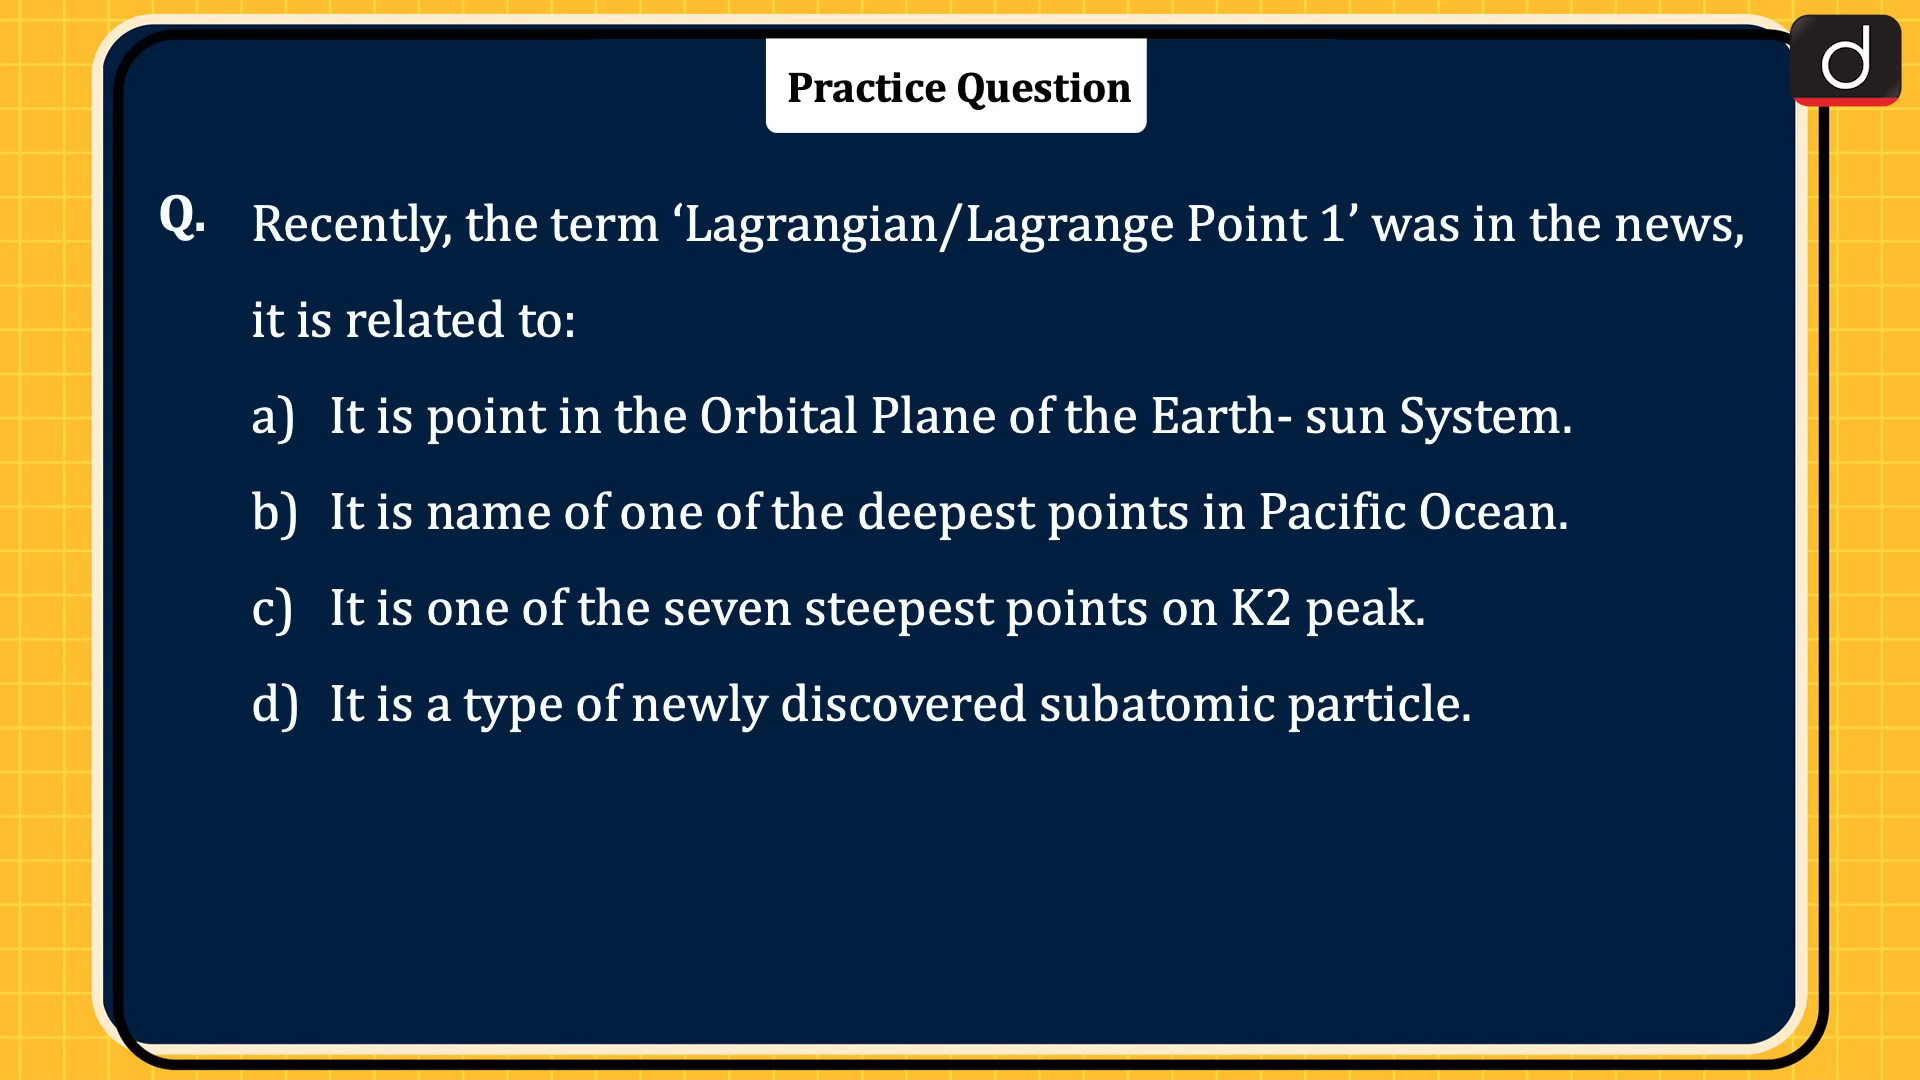 Practice Question
d
Q. Recently, the term ‘Lagrangian/Lagrange Point 1’ was in the news,
it is related to:
a) It is point in the Orbital Plane of the Earth- sun System.
b) It is name of one of the deepest points in Pacific Ocean.
c) It is one of the seven steepest points on K2 peak.
d) It is a type of newly discovered subatomic particle.